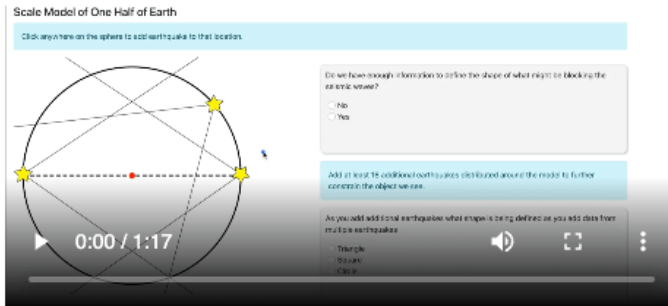 Scale Model of One Half of Earth
Click anywhere on the sphere to add earthquake to that location.
Do we have enough information to define the shape of what might be blocking the
seismic waves?
No
Yes
Add at least 16 additional earthquakes distributed around the model to further
constrain the object we see.
As you add additional earthquakes what shape is being defined as you add data from
multiple earthquakes
Triangle
Square
Circle
0:00 / 1:17